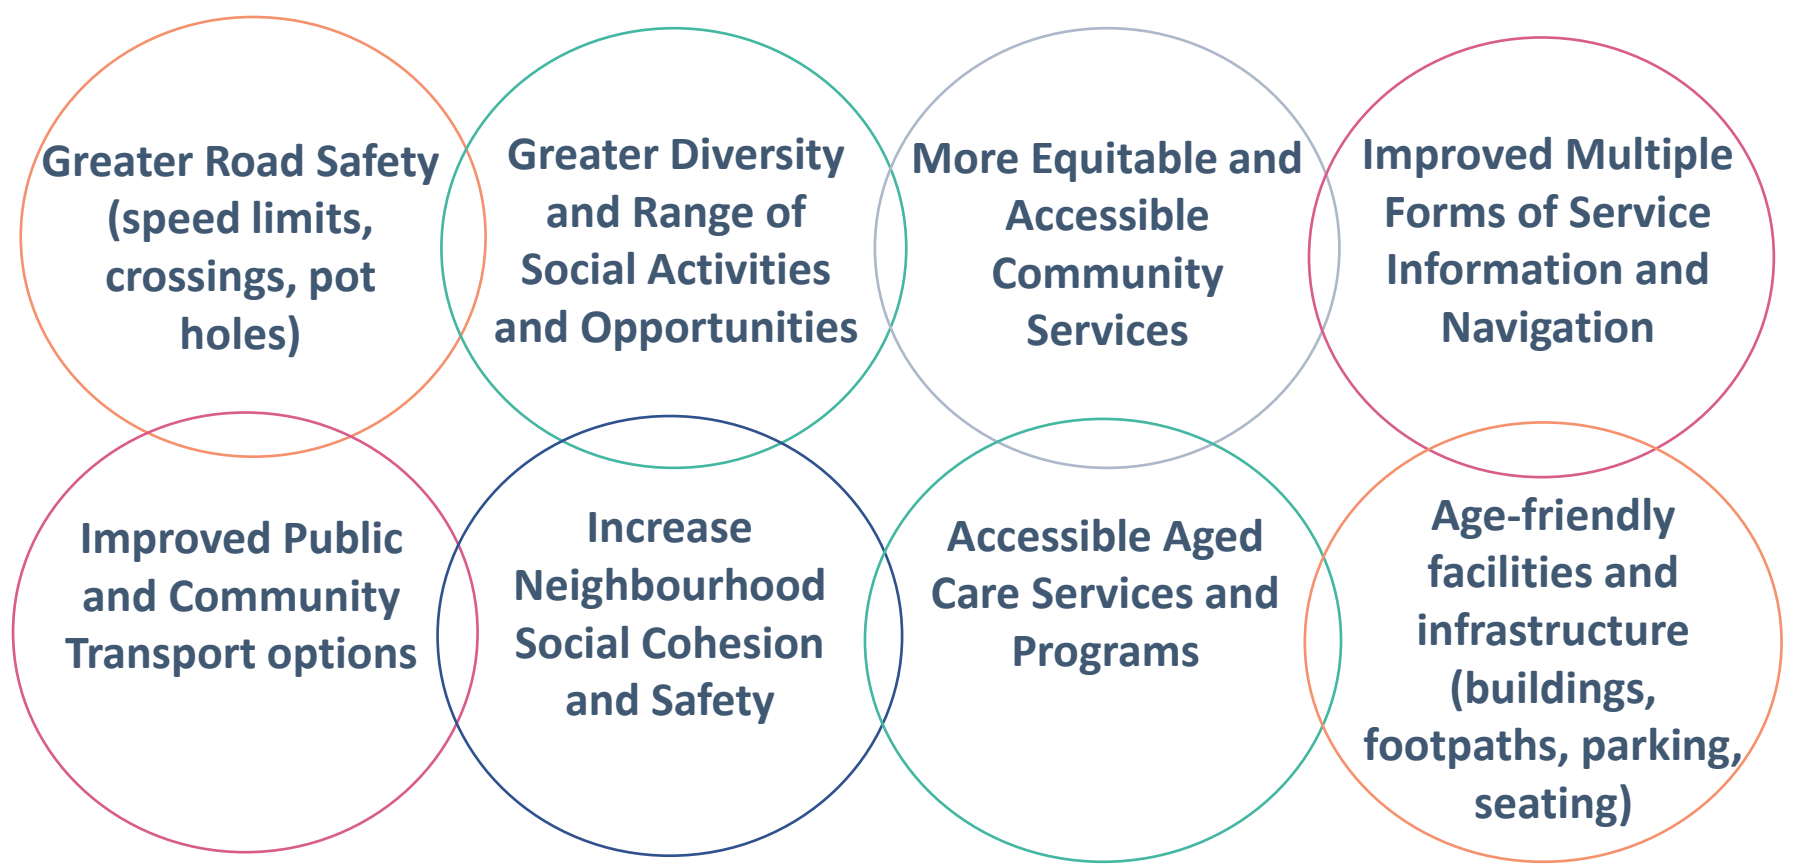 Greater Road Safety
(speed limits,
crossings, pot
holes)
Greater Diversity
and Range of
Social Activities
and Opportunities
More Equitable and
Accessible
Community
Services
Improved Multiple
Forms of Service
Information and
Navigation
Improved Public
and Community
Transport options
Increase
Neighbourhood
Social Cohesion
and Safety
Accessible Aged
Care Services and
Programs
Age-friendly
facilities and
infrastructure
(buildings,
footpaths, parking,
seating)